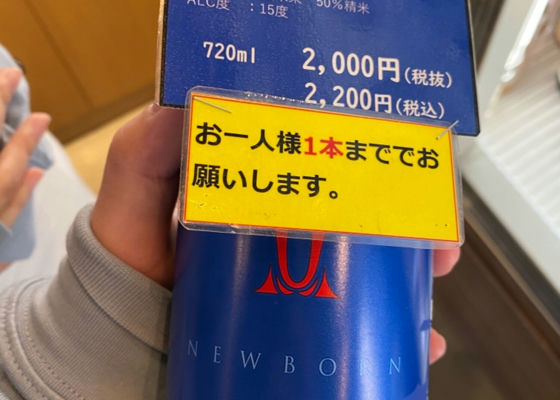 50%精米
ALC度 : 15度
720ml 2,000円(税抜)
2,200円(税込)
お一人様1本まででお
願いします。
NEWBORN